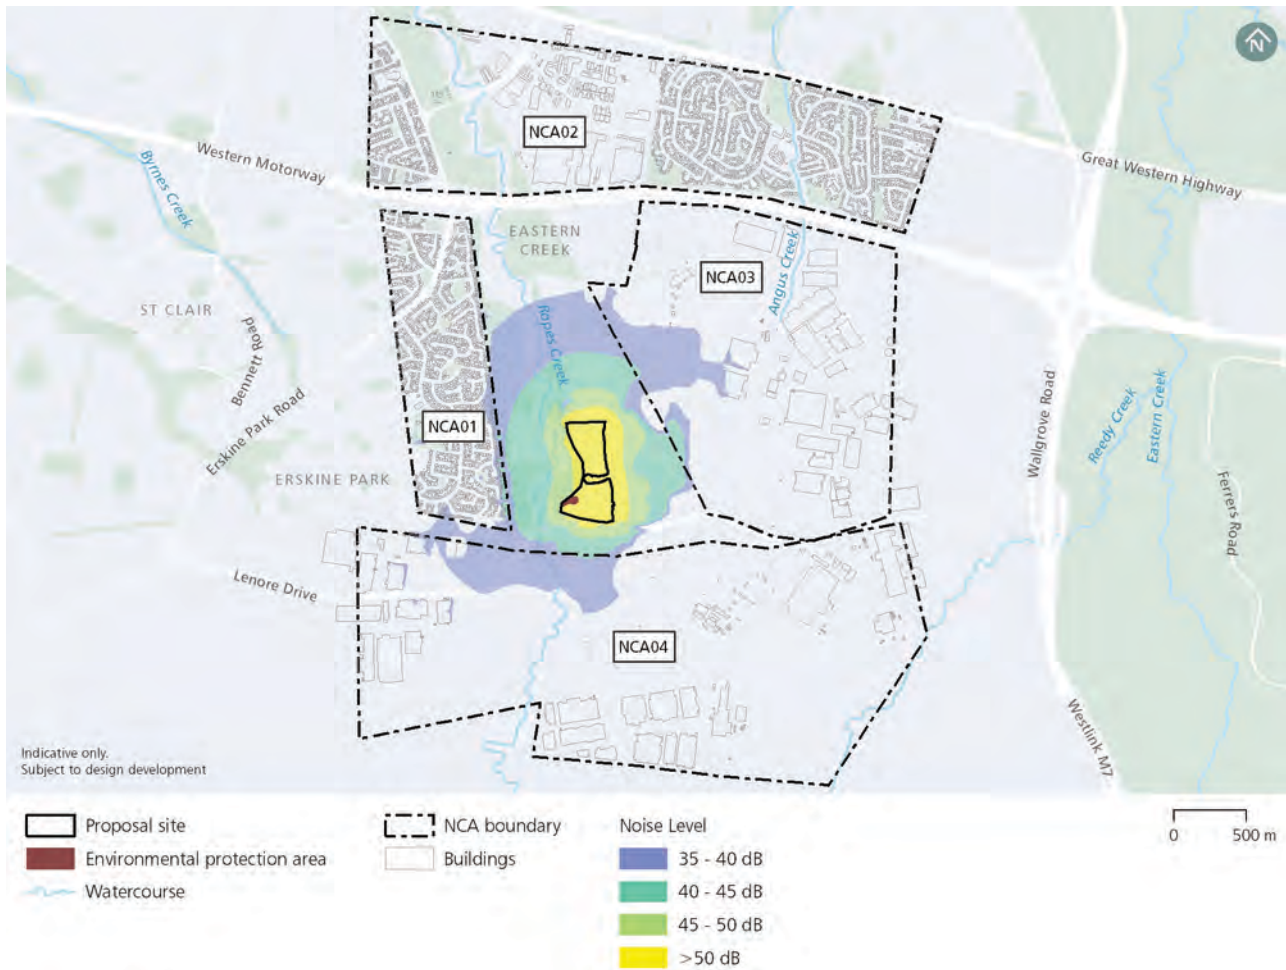 N
NCA02
Western Motorway
Byrnes Creek
Great Western Highway
EASTERN
CREEK
NCA03
Angus Creek
ST CLAIR
Ropes Creek
Bennett Road
Erskine Park Road
NCA01
Wallgrove Road
Reedy Creek
Eastern Creek
Ferrers Road
ERSKINE PARK
Lenore Drive
NCA04
Westlink M7
Indicative only.
Subject to design development
Proposal site
Environmental protection area
Watercourse
NCA boundary
Buildings
Noise Level
35 - 40 dB
40 - 45 dB
45 - 50 dB
>50 dB
0 500 m